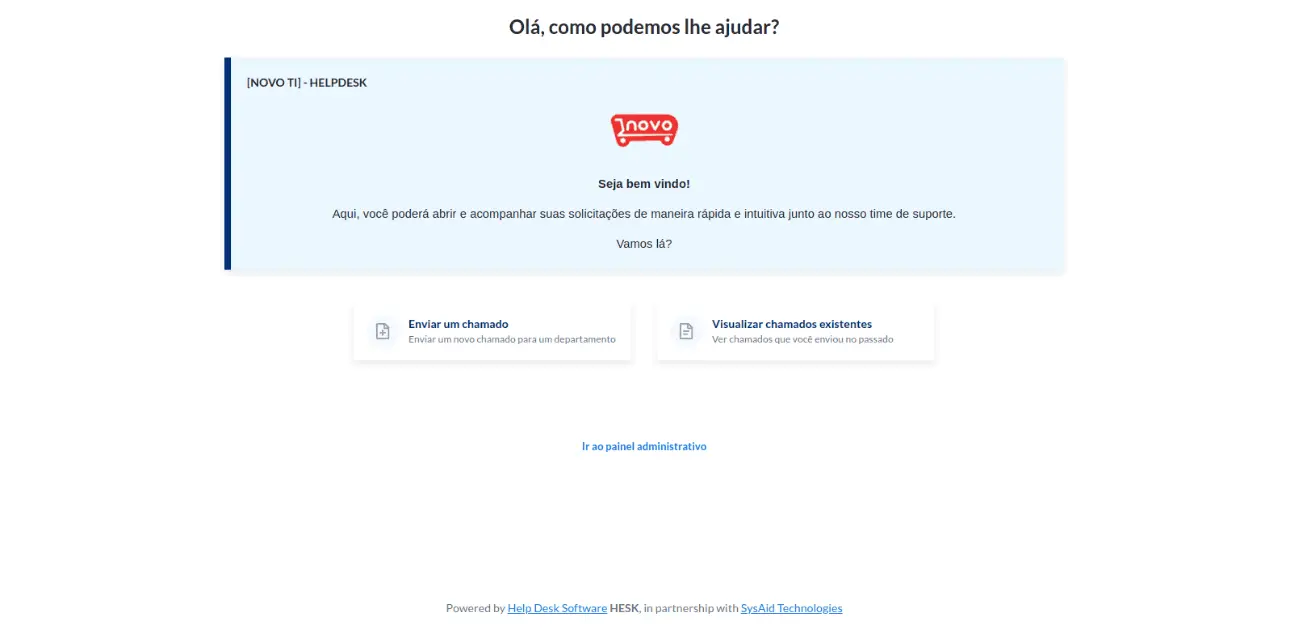 Olá, como podemos lhe ajudar?
[NOVO TI] - HELPDESK
novo
Seja bem vindo!
Aqui, você poderá abrir e acompanhar suas solicitações de maneira rápida e intuitiva junto ao nosso time de suporte.
Vamos lá?
Enviar um chamado
Enviar um novo chamado para um departamento
Visualizar chamados existentes
Ver chamados que você enviou no passado
Ir ao painel administrativo
Powered by Help Desk Software HESK, in partnership with SysAid Technologies